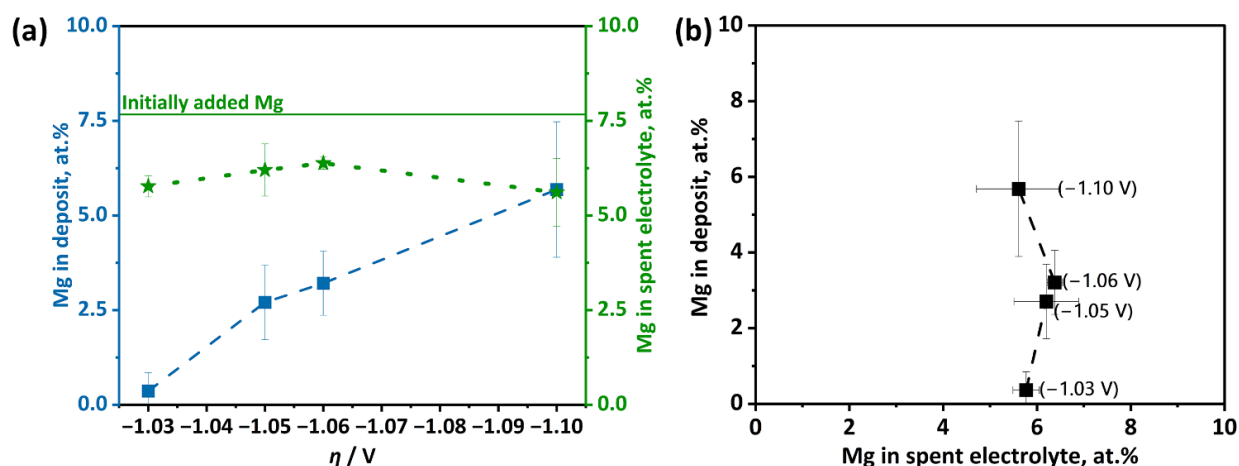 (a)
Mg in deposit, at.%
10.0
7.5
5.0
2.5
0.0
Initially added Mg
10.0
7.5
5.0
2.5
0.0
Mg in spent electrolyte, at.%
−1.03 −1.04 −1.05 −1.06 −1.07 −1.08 −1.09 −1.10
η / V
(b)
Mg in deposit, at.%
10
8
6
4
2
0
(−1.10 V)
(−1.06 V)
(−1.05 V)
(−1.03 V)
0 2 4 6 8 10
Mg in spent electrolyte, at.%